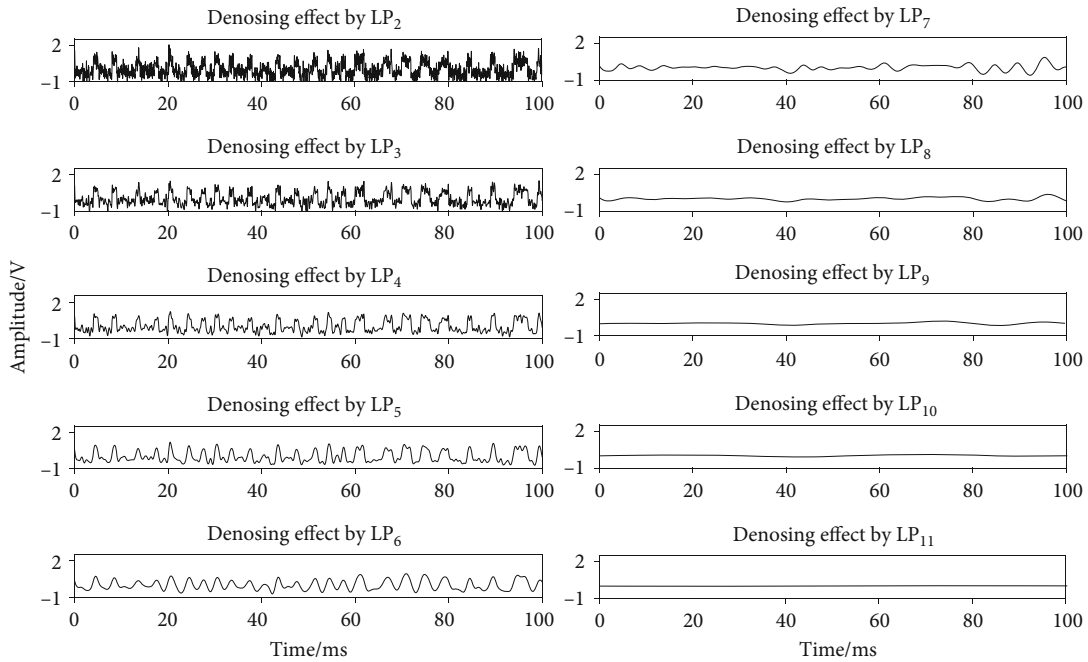 Denosing effect by LP₂
2
−1
0 20 40 60 80 100
Denosing effect by LP₃
2
−1
0 20 40 60 80 100
Denosing effect by LP₄
2
−1
0 20 40 60 80 100
Denosing effect by LP₅
2
−1
0 20 40 60 80 100
Denosing effect by LP₆
2
−1
0 20 40 60 80 100
Time/ms
Amplitude/V
Denosing effect by LP₇
2
−1
0 20 40 60 80 100
Denosing effect by LP₈
2
−1
0 20 40 60 80 100
Denosing effect by LP₉
2
−1
0 20 40 60 80 100
Denosing effect by LP₁₀
2
−1
0 20 40 60 80 100
Denosing effect by LP₁₁
2
−1
0 20 40 60 80 100
Time/ms